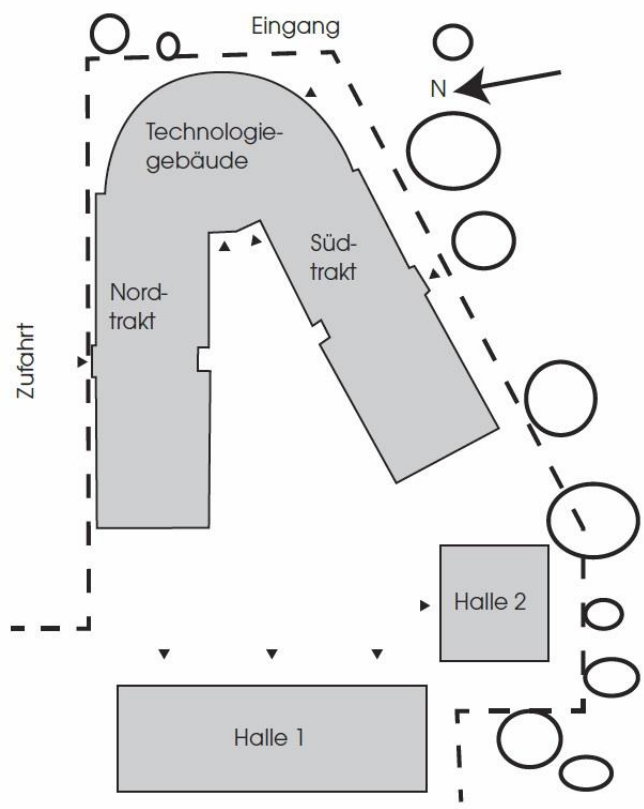 Eingang
N
Technologie-
gebäude
Süd-
trakt
Nord-
trakt
Zufahrt
Halle 2
Halle 1